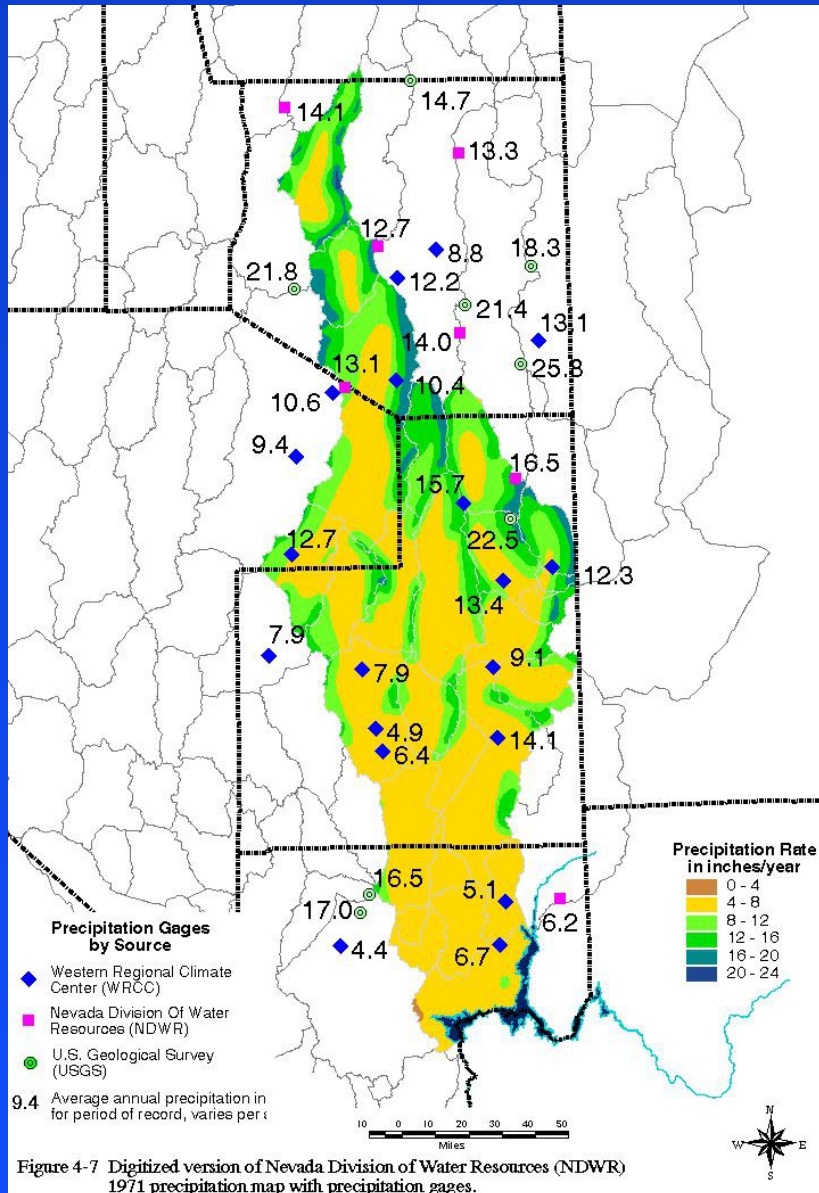 14.1
14.7
13.3
12.7
8.8
18.3
21.8
12.2
21.4
13.1
14.0
25.8
13.1
10.4
10.6
9.4
16.5
15.7
12.7
22.5
12.3
13.4
7.9
7.9
9.1
4.9
14.1
6.4
16.5
5.1
17.0
6.2
4.4
6.7
Precipitation Rate
in inches/year
0 - 4
4 - 8
8 - 12
12 - 16
16 - 20
20 - 24
Precipitation Gages
by Source
Western Regional Climate
Center (WRCC)
Nevada Division Of Water
Resources (NDWR)
U.S. Geological Survey
(USGS)
9.4 Average annual precipitation in
for period of record, varies per
10 0 10 20 30 40 50
Miles
N
W E
S
Figure 4-7 Digitized version of Nevada Division of Water Resources (NDWR)
1971 precipitation map with precipitation gages.